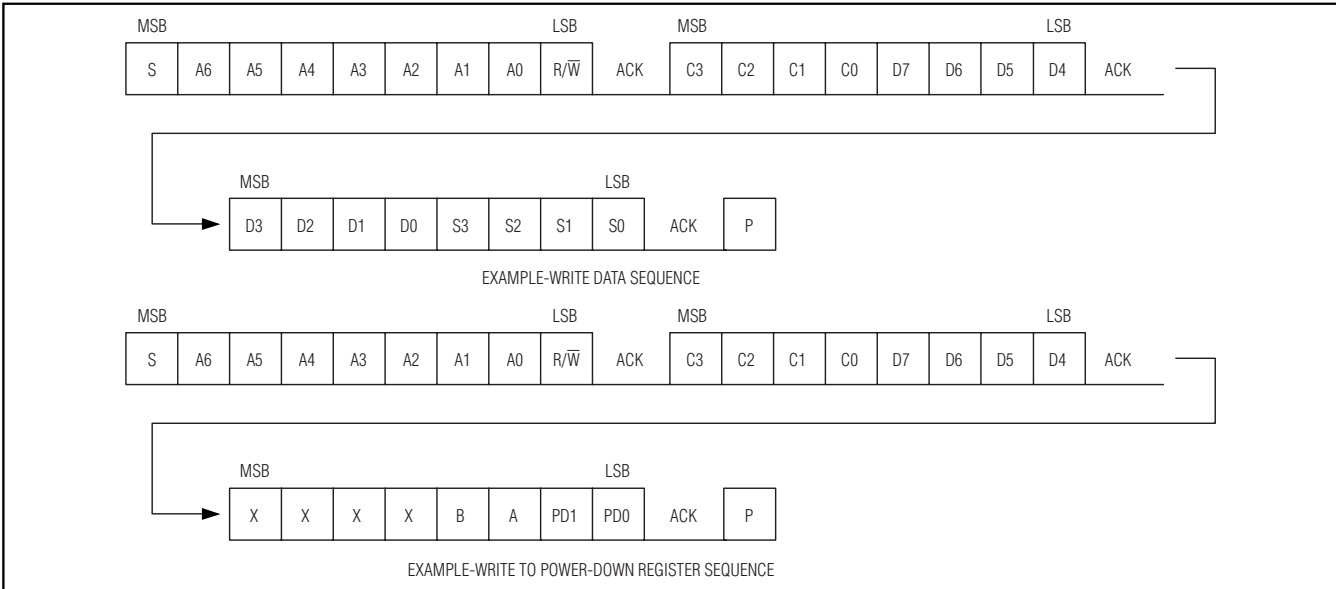 MSB LSB MSB LSB
S A6 A5 A4 A3 A2 A1 A0 R/W̅ ACK C3 C2 C1 C0 D7 D6 D5 D4 ACK
MSB LSB
D3 D2 D1 D0 S3 S2 S1 S0 ACK P
EXAMPLE-WRITE DATA SEQUENCE
MSB LSB MSB LSB
S A6 A5 A4 A3 A2 A1 A0 R/W̅ ACK C3 C2 C1 C0 D7 D6 D5 D4 ACK
MSB LSB
X X X X B A PD1 PD0 ACK P
EXAMPLE-WRITE TO POWER-DOWN REGISTER SEQUENCE